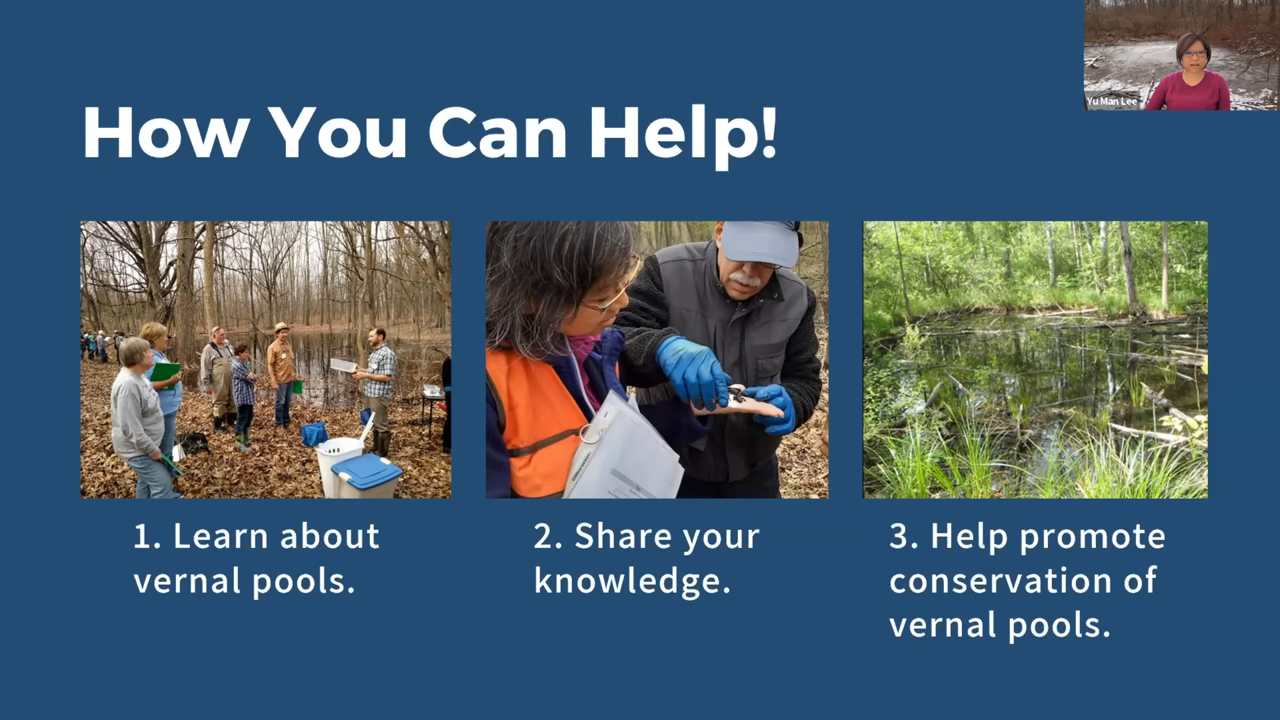 How You Can Help!
Yu Man Lee
1. Learn about
vernal pools.
2. Share your
knowledge.
3. Help promote
conservation of
vernal pools.